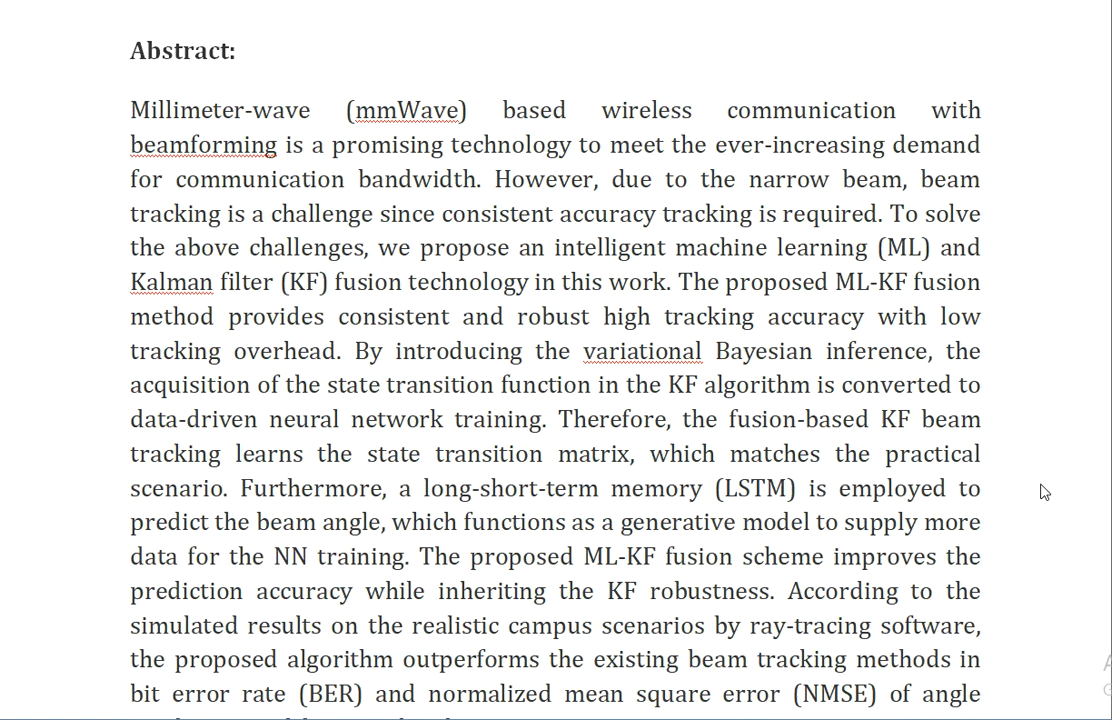 Abstract:
Millimeter-wave (mmWave) based wireless communication with
beamforming is a promising technology to meet the ever-increasing demand
for communication bandwidth. However, due to the narrow beam, beam
tracking is a challenge since consistent accuracy tracking is required. To solve
the above challenges, we propose an intelligent machine learning (ML) and
Kalman filter (KF) fusion technology in this work. The proposed ML-KF fusion
method provides consistent and robust high tracking accuracy with low
tracking overhead. By introducing the variational Bayesian inference, the
acquisition of the state transition function in the KF algorithm is converted to
data-driven neural network training. Therefore, the fusion-based KF beam
tracking learns the state transition matrix, which matches the practical
scenario. Furthermore, a long-short-term memory (LSTM) is employed to
predict the beam angle, which functions as a generative model to supply more
data for the NN training. The proposed ML-KF fusion scheme improves the
prediction accuracy while inheriting the KF robustness. According to the
simulated results on the realistic campus scenarios by ray-tracing software,
the proposed algorithm outperforms the existing beam tracking methods in
bit error rate (BER) and normalized mean square error (NMSE) of angle